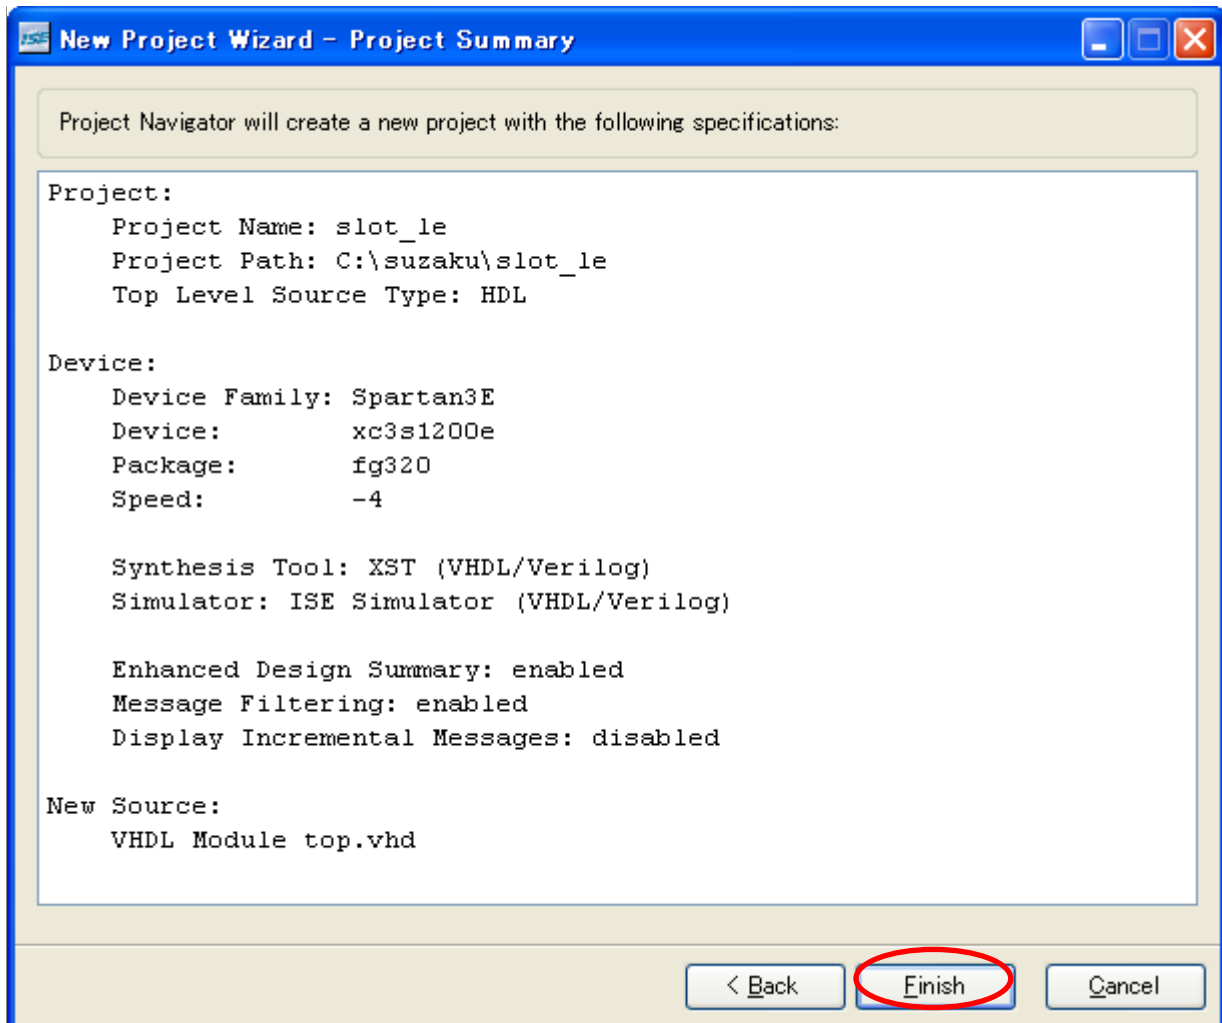 ISE New Project Wizard - Project Summary
Project Navigator will create a new project with the following specifications:
Project:
Project Name: slot_le
Project Path: C:\suzaku\slot_le
Top Level Source Type: HDL
Device:
Device Family: Spartan3E
Device: xc3s1200e
Package: fg320
Speed: -4
Synthesis Tool: XST (VHDL/Verilog)
Simulator: ISE Simulator (VHDL/Verilog)
Enhanced Design Summary: enabled
Message Filtering: enabled
Display Incremental Messages: disabled
New Source:
VHDL Module top.vhd
< Back Finish Cancel